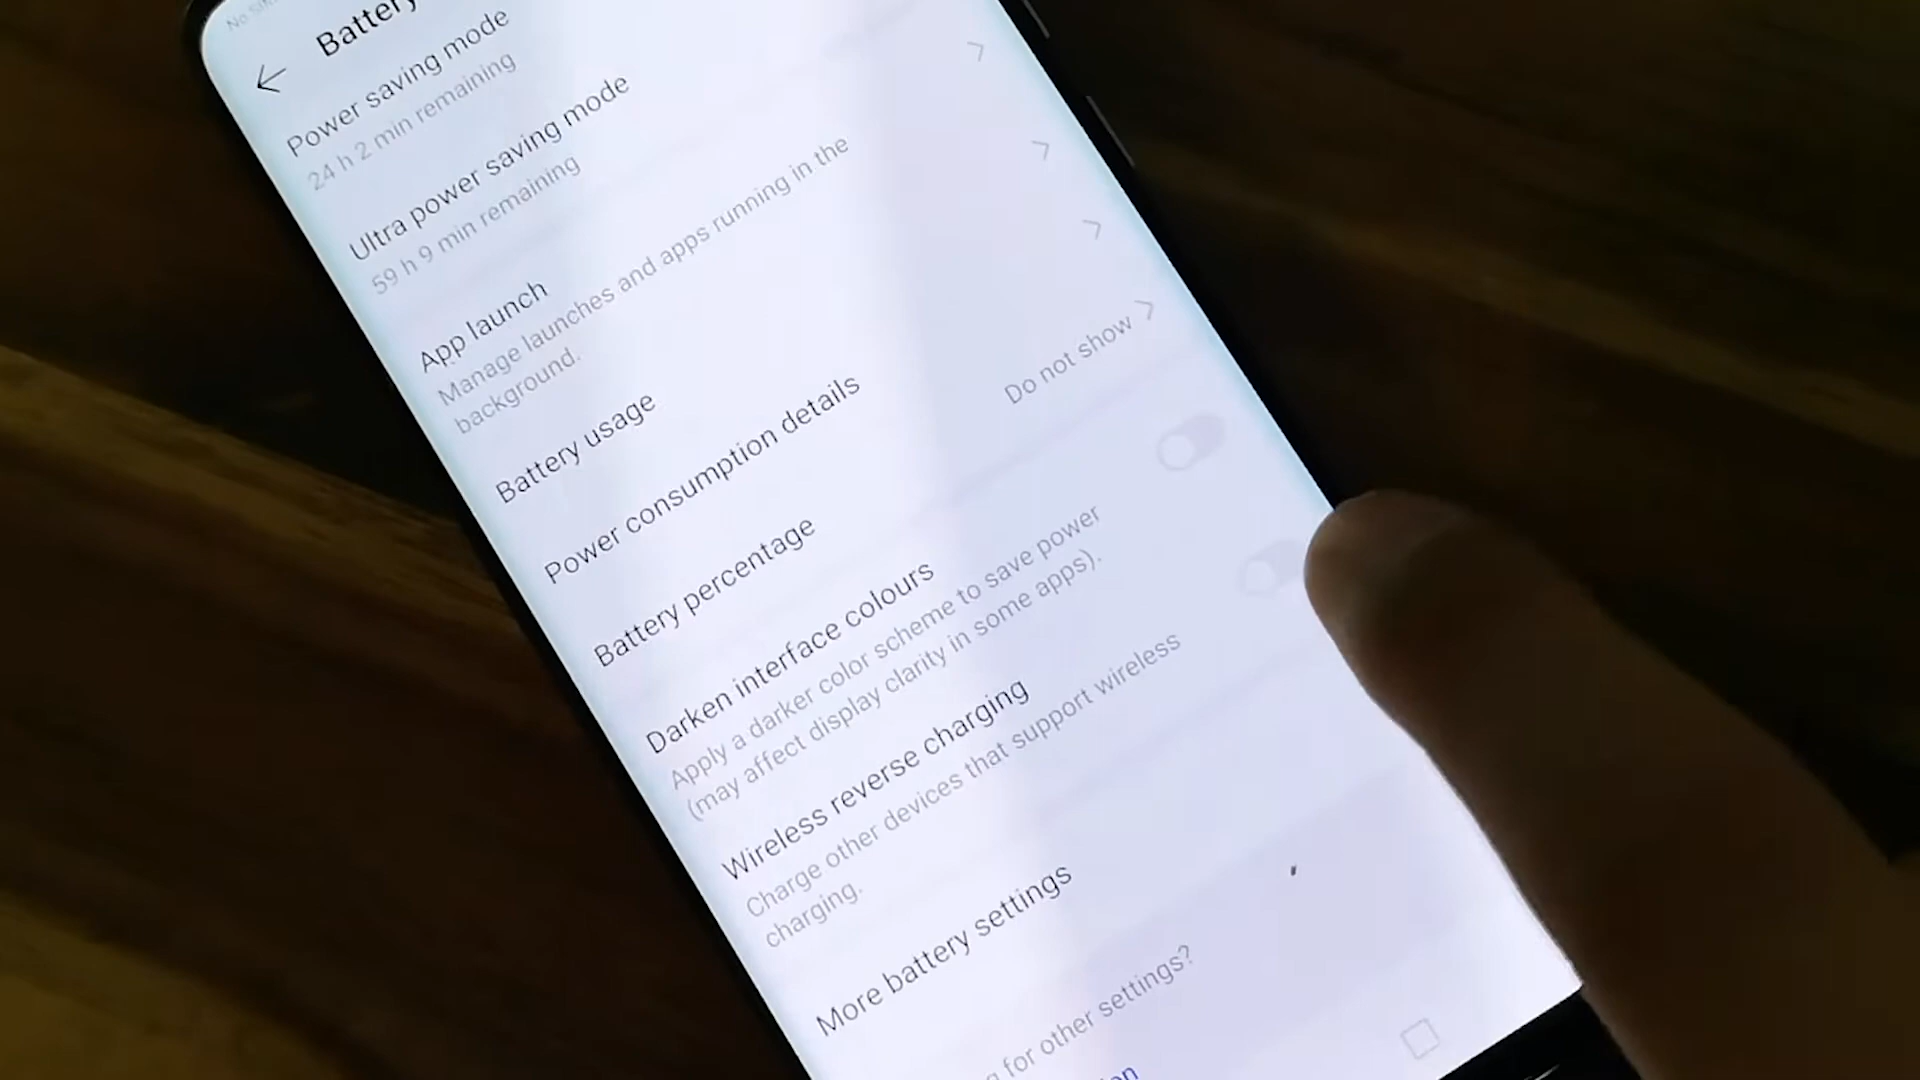 Battery
Power saving mode
24 h 2 min remaining
Ultra power saving mode
59 h 9 min remaining
App launch
Manage launches and apps running in the
background.
Battery usage
Power consumption details
Battery percentage
Do not show
Darken interface colours
Apply a darker color scheme to save power
(may affect display clarity in some apps).
Wireless reverse charging
Charge other devices that support wireless
charging.
More battery settings
for other settings?